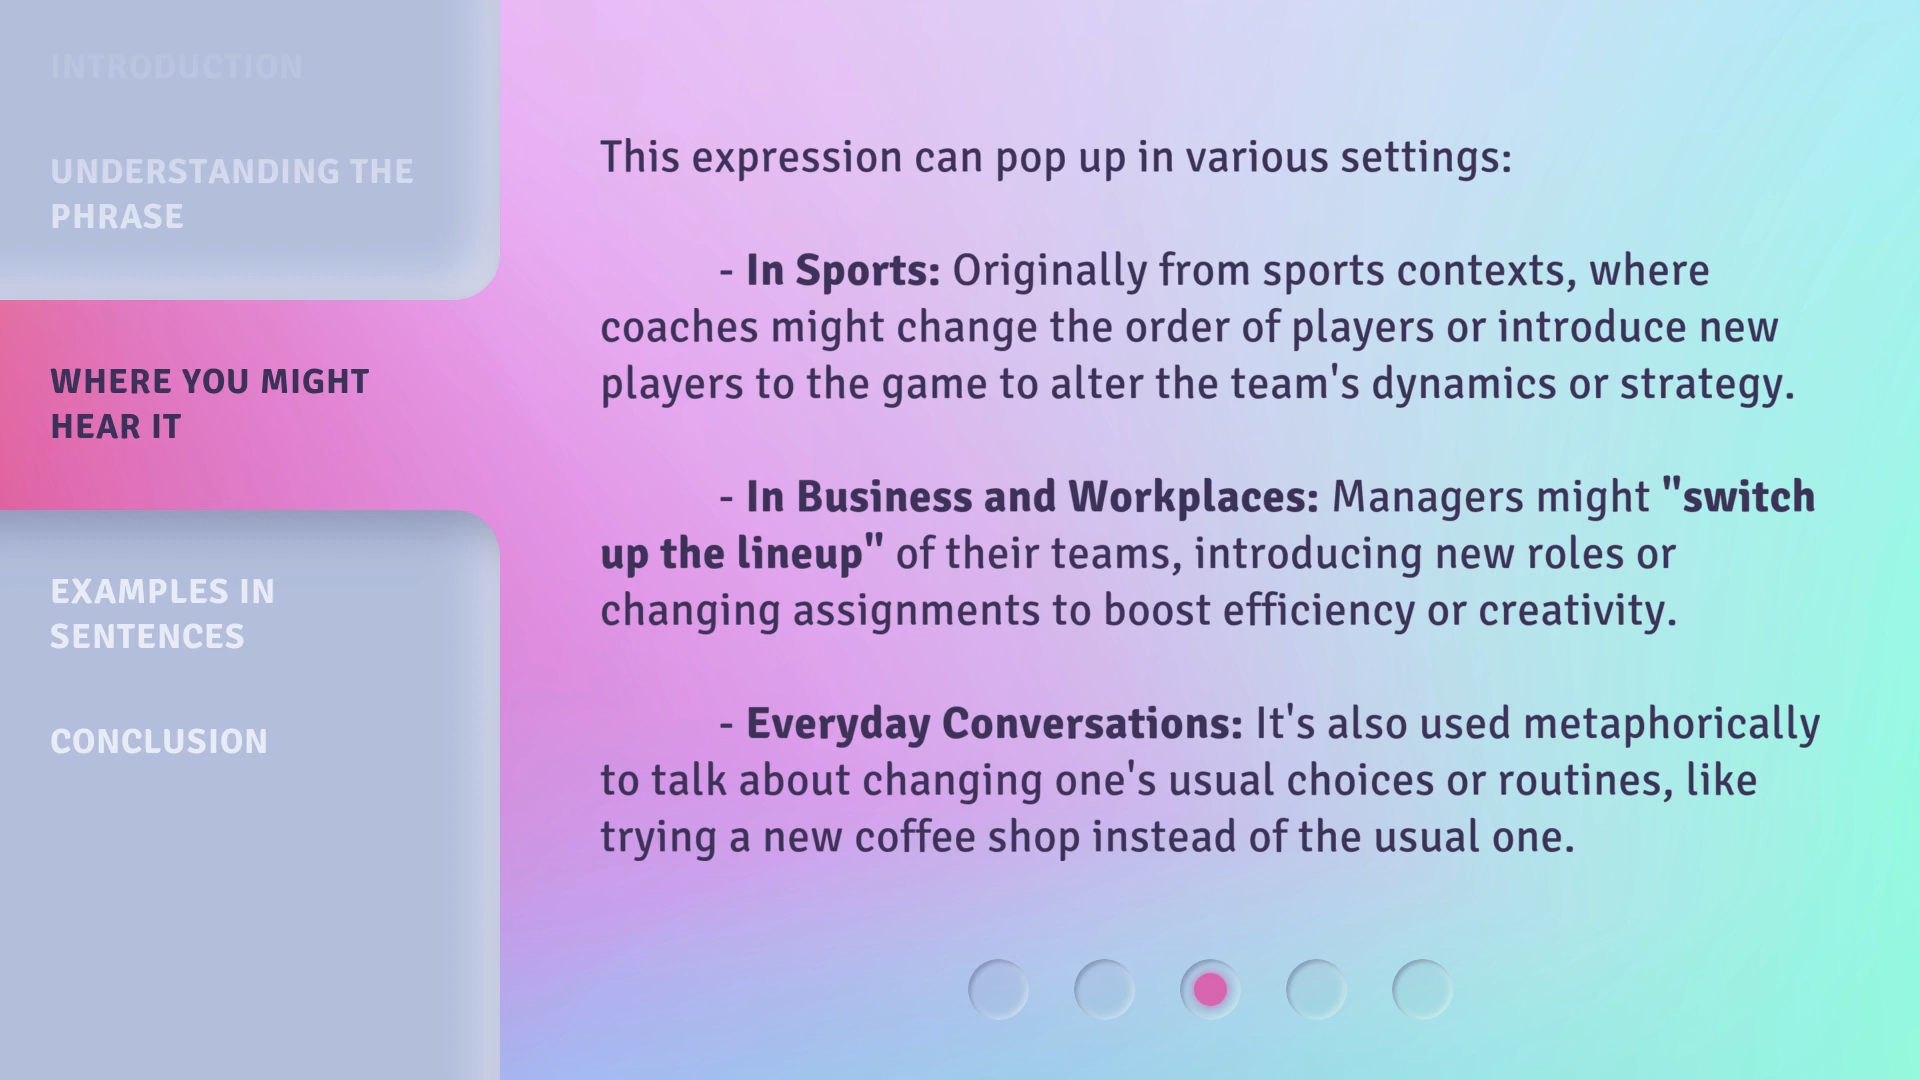 INTRODUCTION
UNDERSTANDING THE
PHRASE
WHERE YOU MIGHT
HEAR IT
EXAMPLES IN
SENTENCES
CONCLUSION
This expression can pop up in various settings:
- In Sports: Originally from sports contexts, where
coaches might change the order of players or introduce new
players to the game to alter the team's dynamics or strategy.
- In Business and Workplaces: Managers might "switch
up the lineup" of their teams, introducing new roles or
changing assignments to boost efficiency or creativity.
- Everyday Conversations: It's also used metaphorically
to talk about changing one's usual choices or routines, like
trying a new coffee shop instead of the usual one.